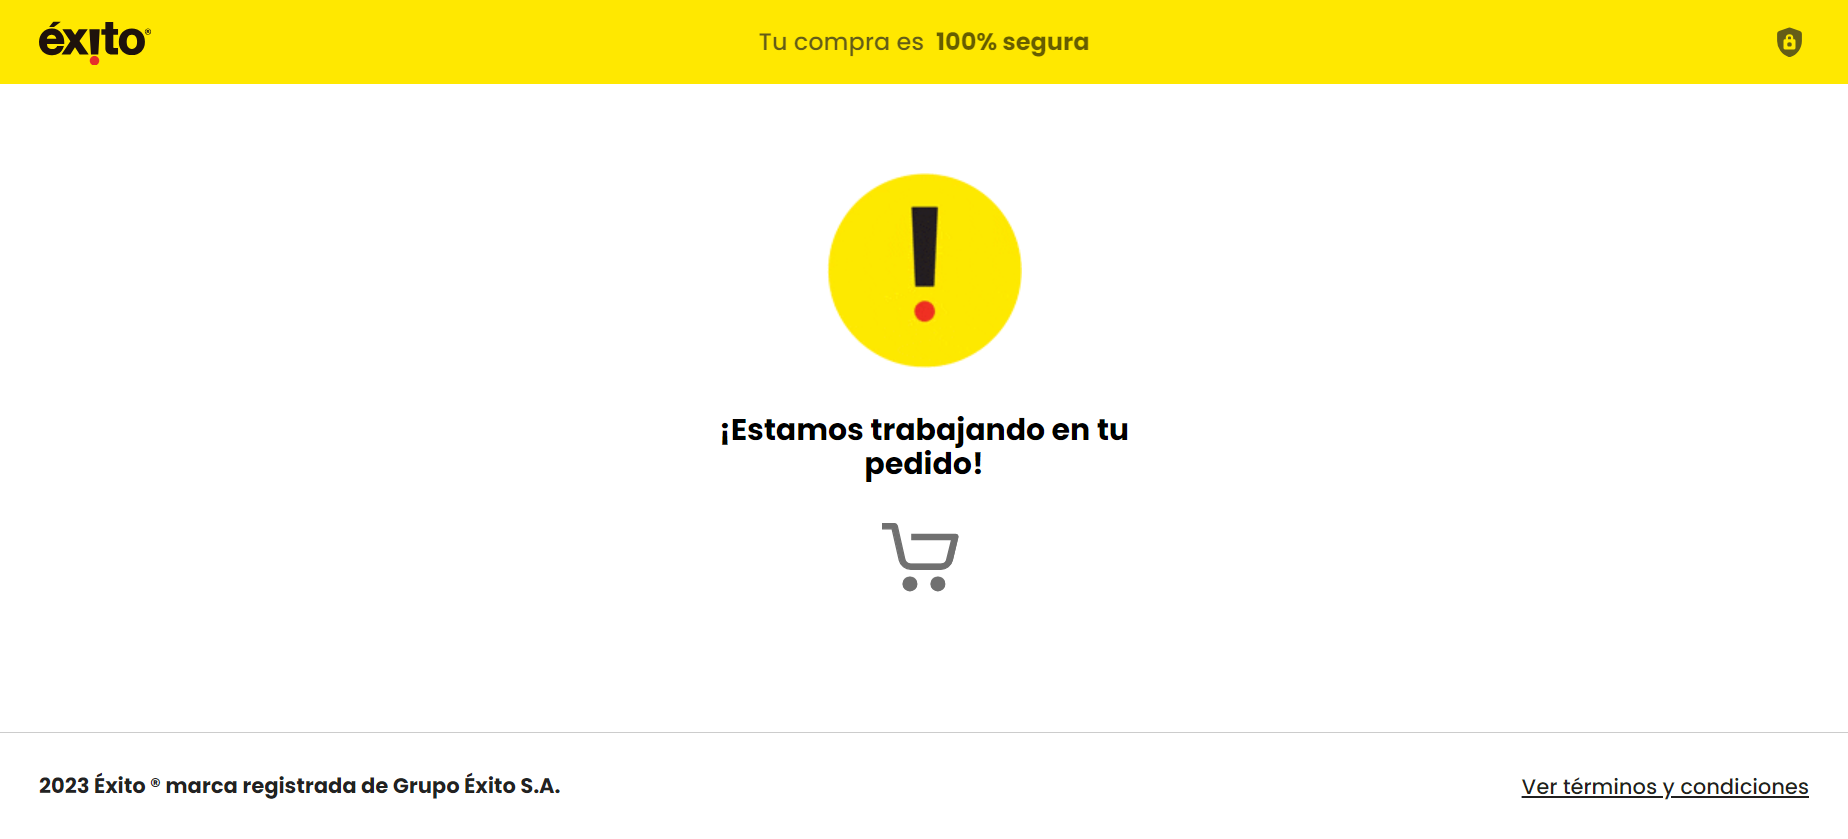 éxito®
Tu compra es 100% segura
¡Estamos trabajando en tu
pedido!
2023 Éxito ® marca registrada de Grupo Éxito S.A.
Ver términos y condiciones